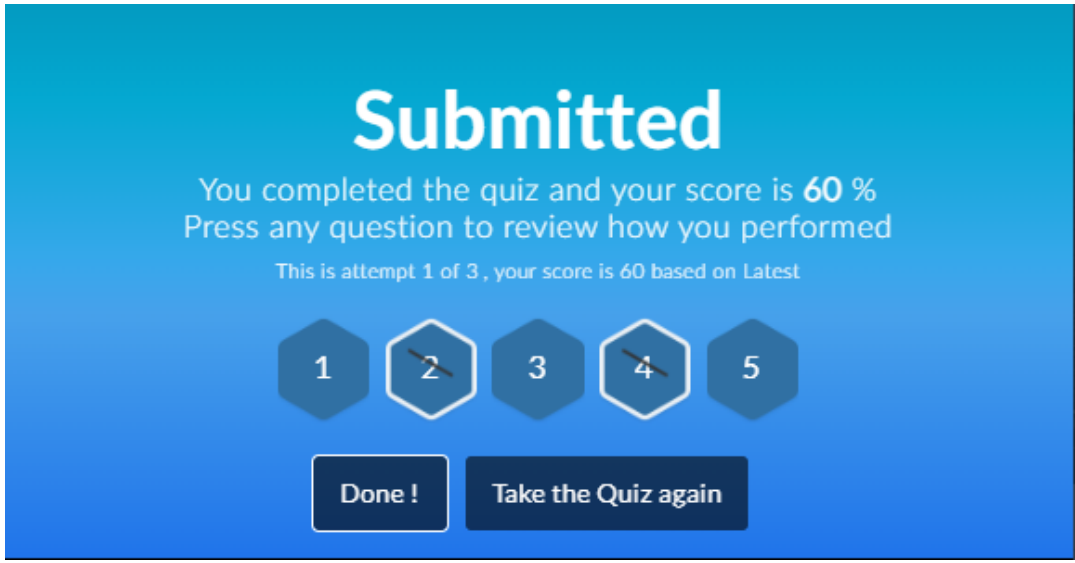 Submitted
You completed the quiz and your score is 60 %
Press any question to review how you performed
This is attempt 1 of 3 , your score is 60 based on Latest
1 2 3 4 5
Done ! Take the Quiz again